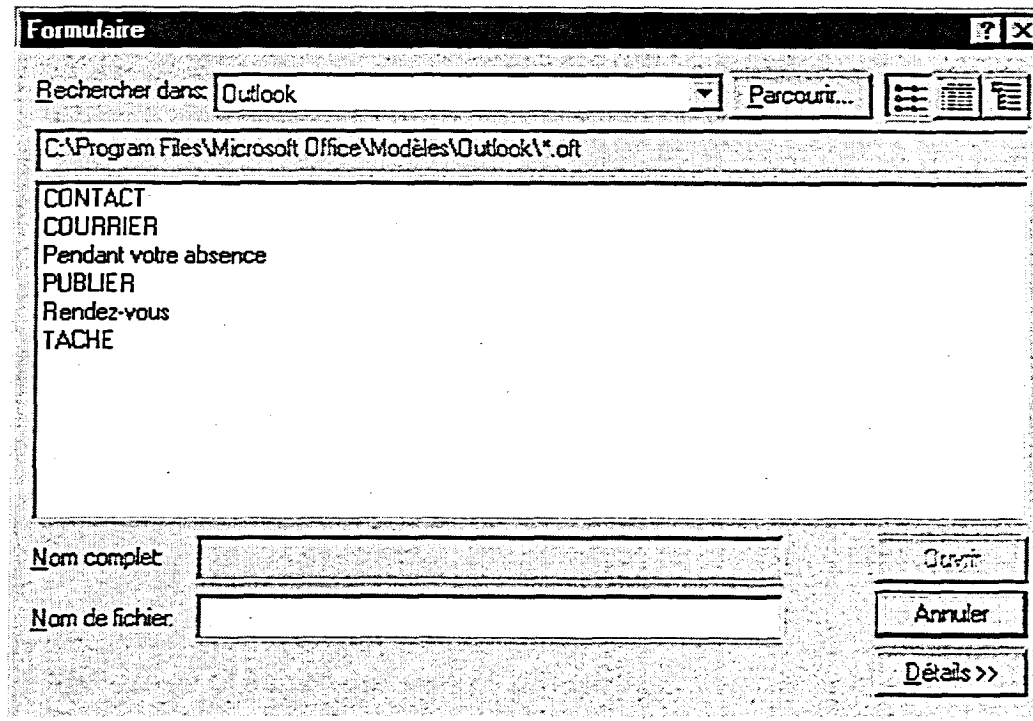 Formulaire
Rechercher dans: Outlook Parcourir...
C:\Program Files\Microsoft Office\Modèles\Outlook\*.oft
CONTACT
COURRIER
Pendant votre absence
PUBLIER
Rendez-vous
TACHE
Nom complet: Ouvrir
Nom de fichier: Annuler
Détails >>